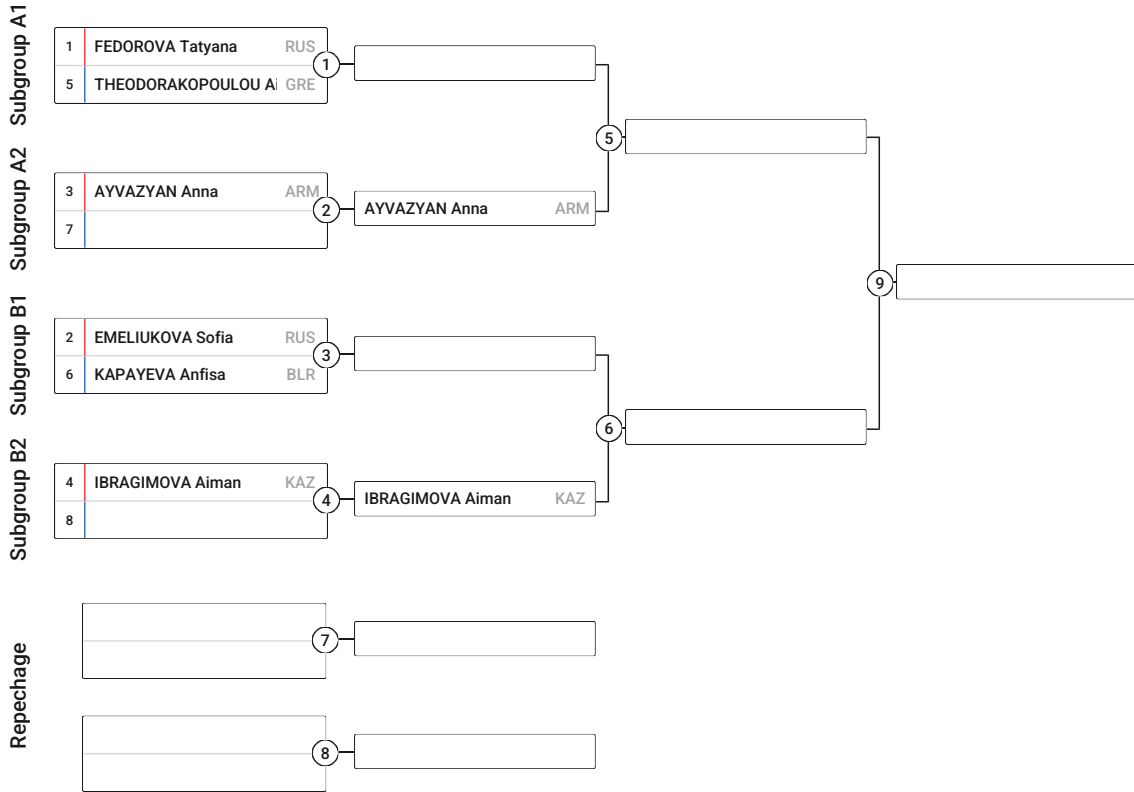 Subgroup A1
1 FEDOROVA Tatyana RUS
5 THEODORAKOPOULOU Ai GRE
1
5
Subgroup A2
3 AYVAZYAN Anna ARM
7
2
AYVAZYAN Anna ARM
9
Subgroup B1
2 EMELIUKOVA Sofia RUS
6 KAPAYEVA Anfisa BLR
3
6
Subgroup B2
4 IBRAGIMOVA Aiman KAZ
8
4
IBRAGIMOVA Aiman KAZ
Repechage
7
8